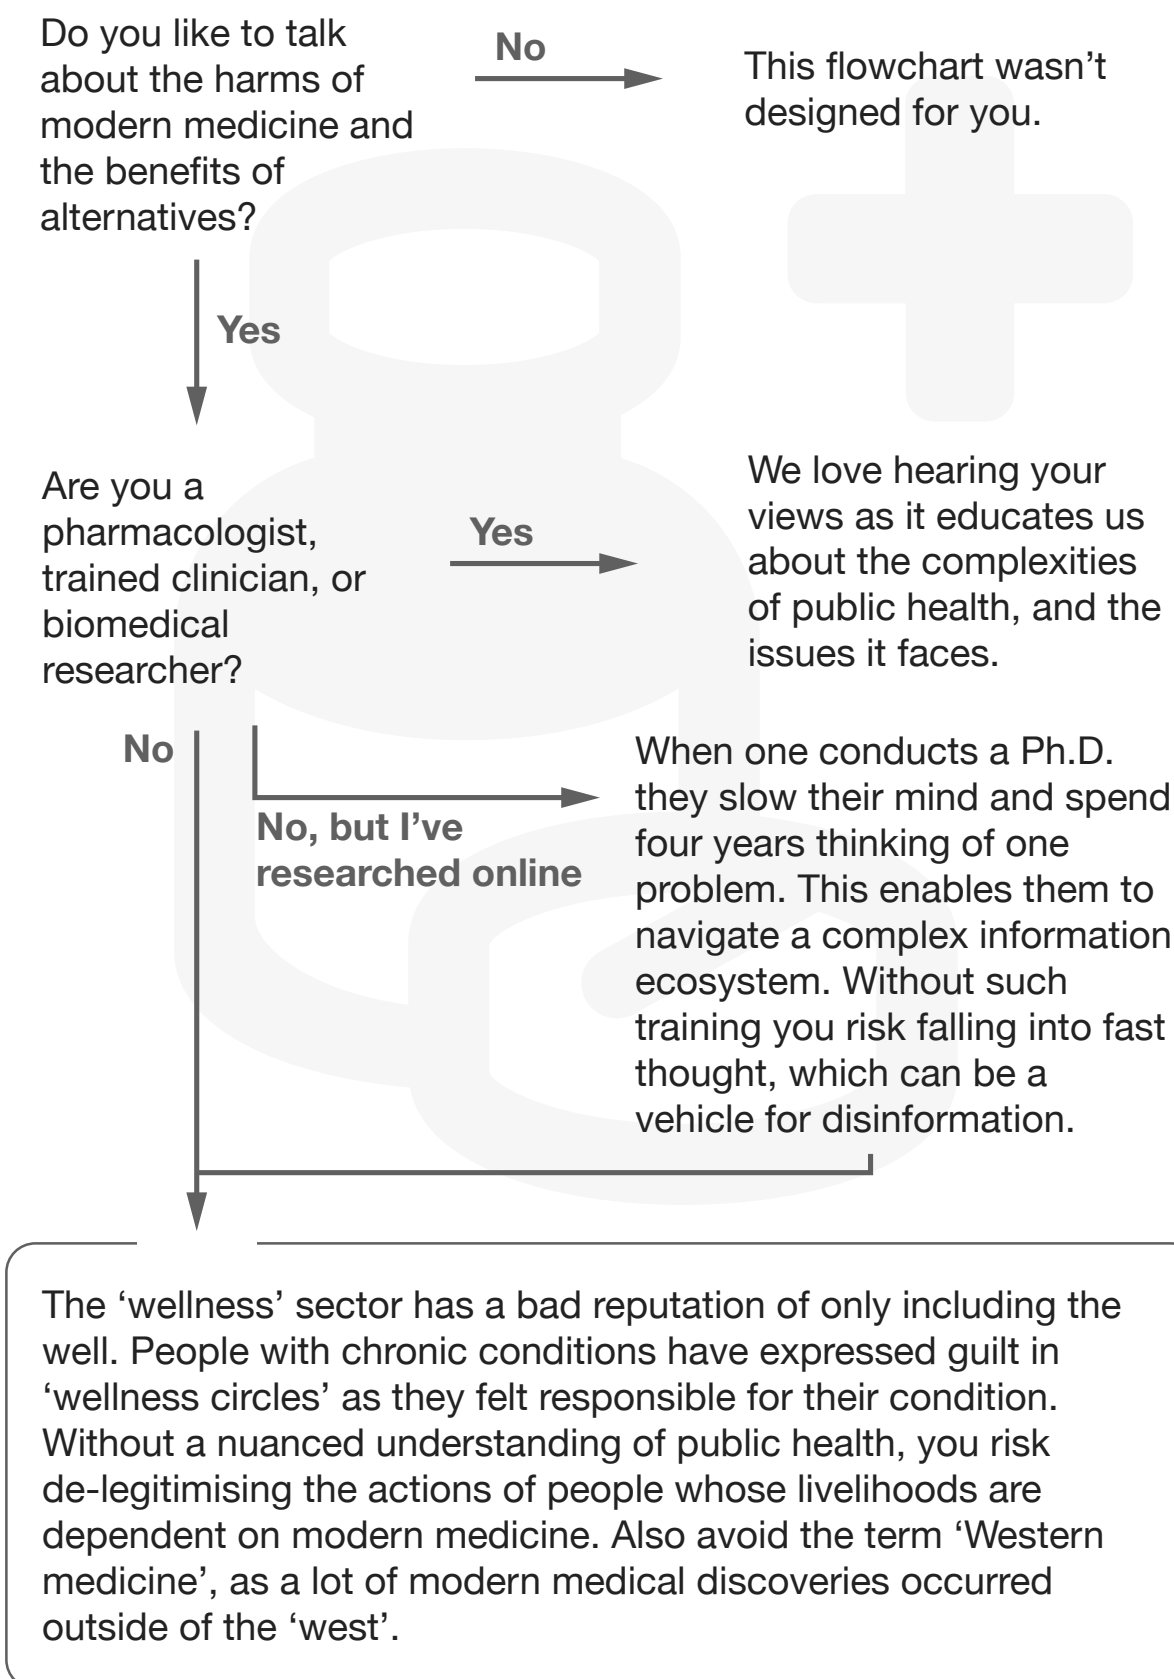 Do you like to talk
about the harms of
modern medicine and
the benefits of
alternatives?
No
This flowchart wasn't
designed for you.
Yes
Are you a
pharmacologist,
trained clinician, or
biomedical
researcher?
Yes
We love hearing your
views as it educates us
about the complexities
of public health, and the
issues it faces.
No
No, but I've
researched online
When one conducts a Ph.D.
they slow their mind and spend
four years thinking of one
problem. This enables them to
navigate a complex information
ecosystem. Without such
training you risk falling into fast
thought, which can be a
vehicle for disinformation.
The ‘wellness’ sector has a bad reputation of only including the
well. People with chronic conditions have expressed guilt in
‘wellness circles’ as they felt responsible for their condition.
Without a nuanced understanding of public health, you risk
de-legitimising the actions of people whose livelihoods are
dependent on modern medicine. Also avoid the term ‘Western
medicine’, as a lot of modern medical discoveries occurred
outside of the ‘west’.